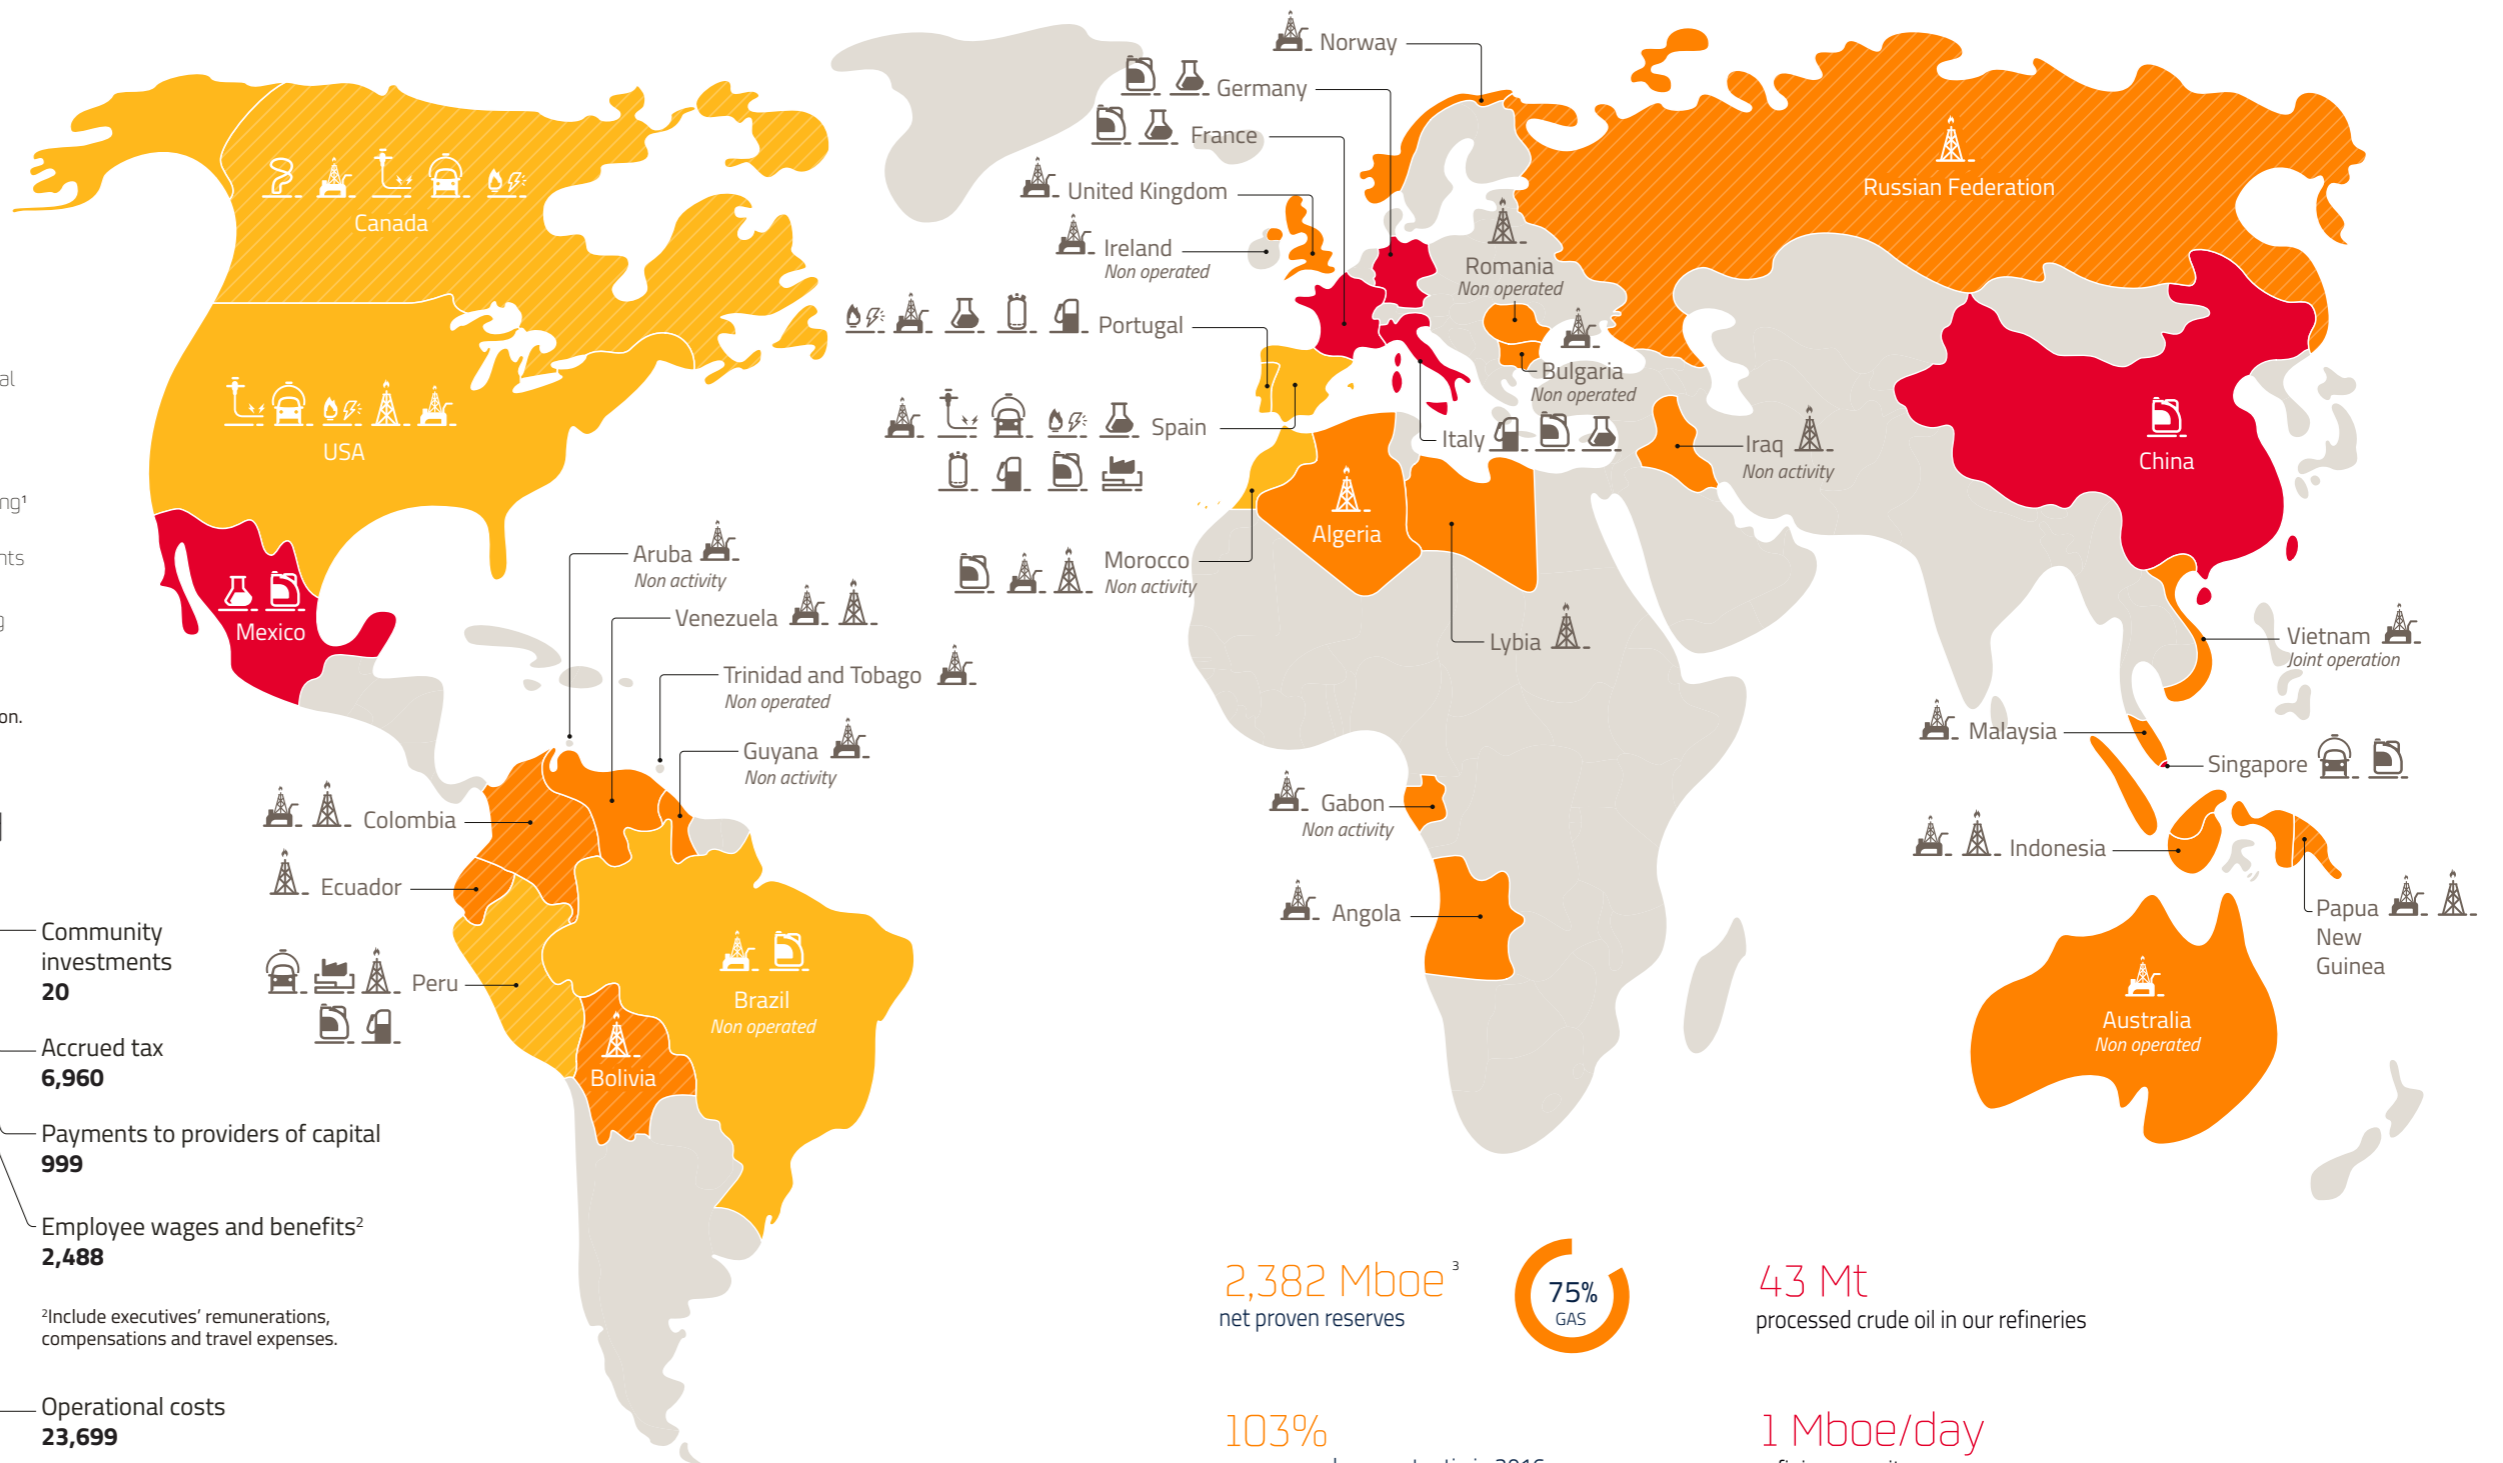 Norway
Germany
France
United Kingdom
Ireland
Non operated
Portugal
Spain
Morocco
Non activity
Romania
Non operated
Bulgaria
Non operated
Italy
Iraq
Non activity
Russian Federation
China
Canada
USA
Mexico
Aruba
Non activity
Venezuela
Trinidad and Tobago
Non operated
Guyana
Non activity
Colombia
Ecuador
Peru
Brazil
Non operated
Bolivia
Algeria
Lybia
Gabon
Non activity
Angola
Vietnam
Joint operation
Malaysia
Singapore
Indonesia
Papua
New
Guinea
Australia
Non operated
al
ng¹
nts
g
on.
Community
investments
20
Accrued tax
6,960
Payments to providers of capital
999
Employee wages and benefits²
2,488
²Include executives’ remunerations,
compensations and travel expenses.
Operational costs
23,699
2,382 Mboe ³
net proven reserves
75%
GAS
43 Mt
processed crude oil in our refineries
103%
1 Mboe/day